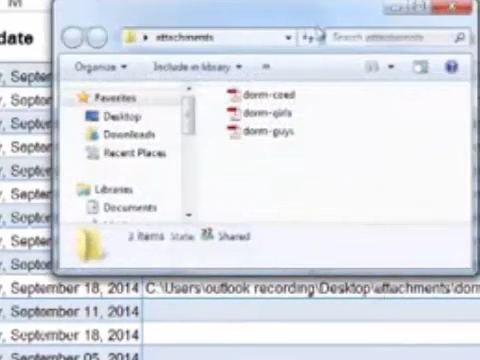 M
date
attachments
Search attachments
Organize
Include in library
»
Favorites
Desktop
Downloads
Recent Places
Libraries
Documents
dorm-coed
dorm-girls
dorm-guys
3 items State: Shared
September 18, 2014 C:\Users\outlook recording\Desktop\attachments\dorm
September 11, 2014
September 18, 2014
September 05, 2014